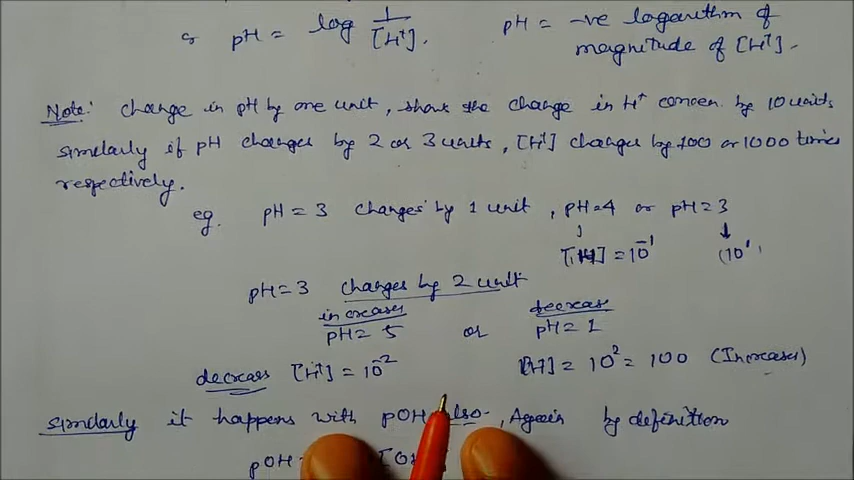 or pH = log 1/[H⁺].
pH = -ve logarithm of
magnitude of [H⁺].
Note: change in pH by one unit, shows the change in H⁺ concen. by 10 units
similarly if pH changes by 2 or 3 units, [H⁺] changes by 100 or 1000 times
respectively.
eg. pH = 3 changes by 1 unit, pH=4 or pH=3
[H] = 10⁻¹ (10¹)
pH = 3 changes by 2 unit
increases decrease
pH = 5 or pH = 1
decrease [H⁺] = 10⁻² [H] = 10² = 100 (Increases)
similarly it happens with pOH also. Again by definition
pOH